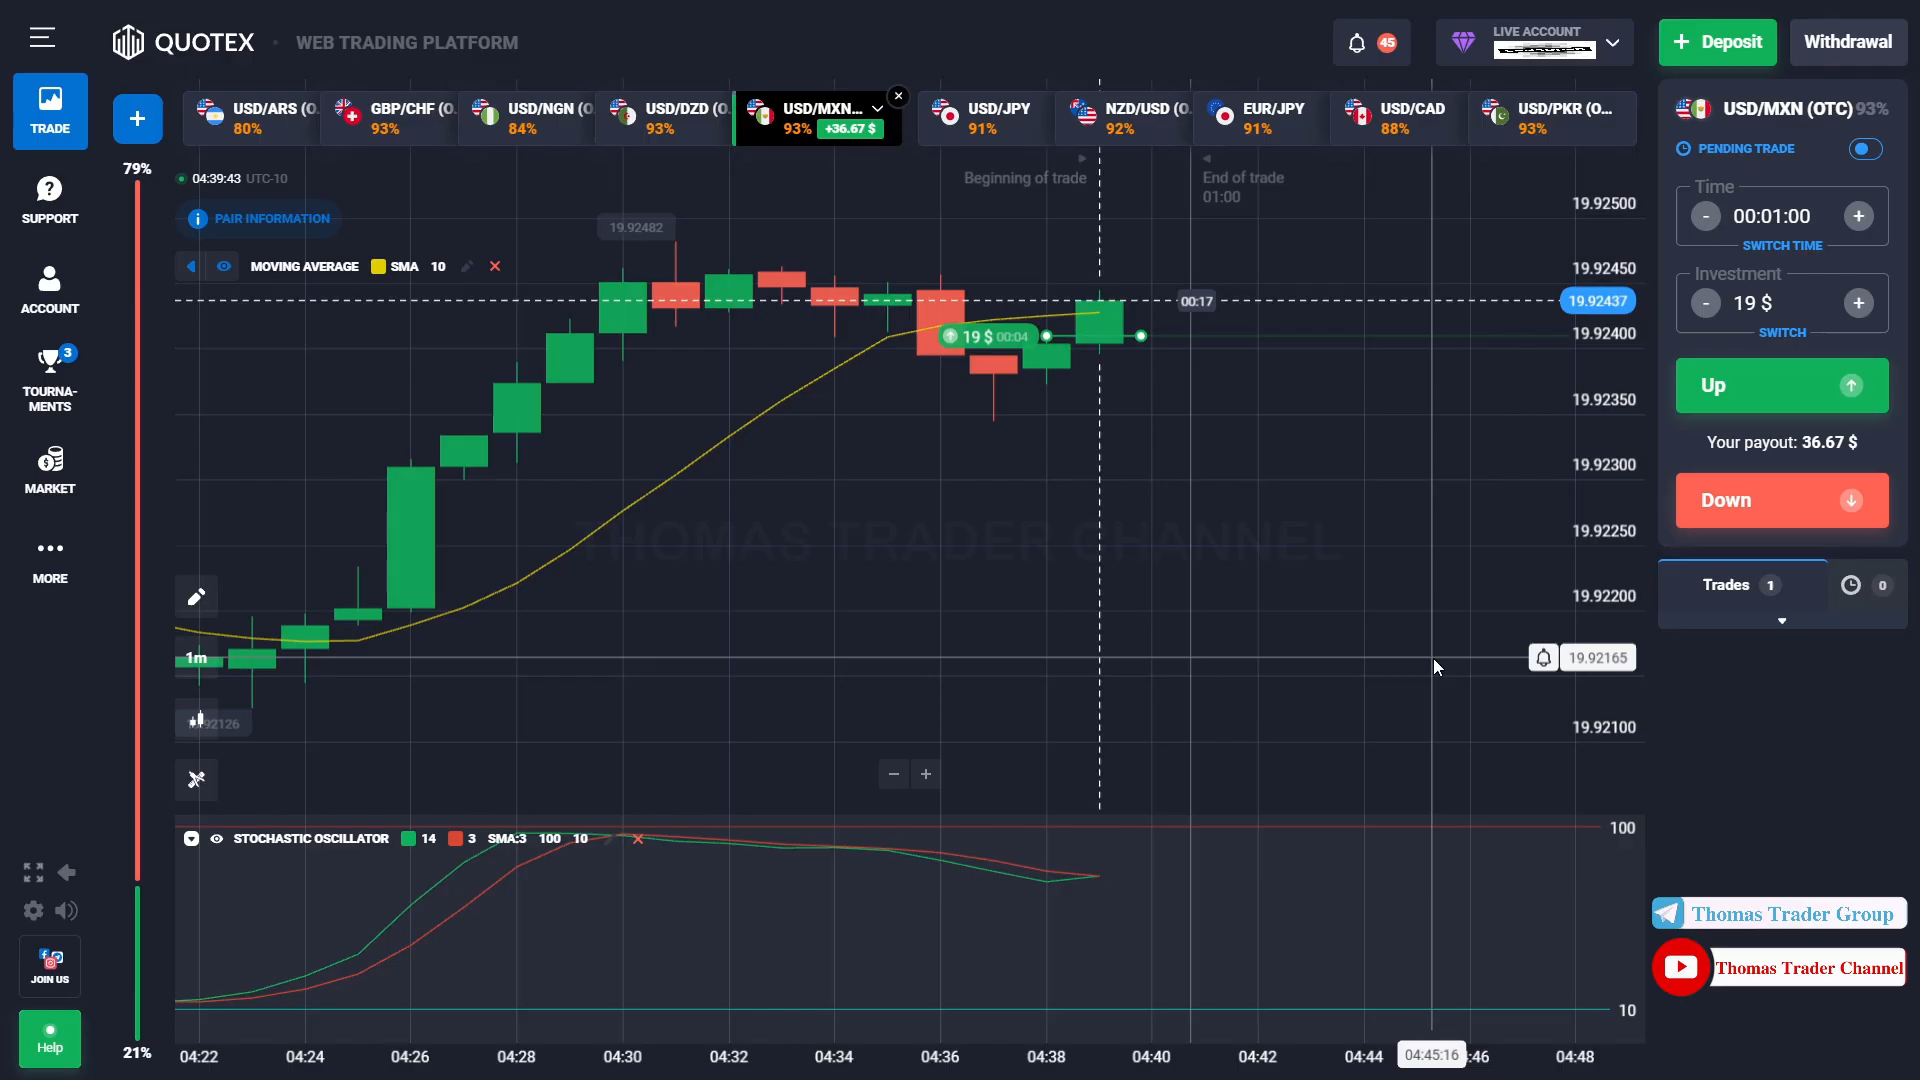 QUOTEX
WEB TRADING PLATFORM
45
LIVE ACCOUNT
+ Deposit
Withdrawal
TRADE
SUPPORT
ACCOUNT
3
TOURNA-
MENTS
MARKET
MORE
JOIN US
Help
+
USD/ARS (O...
80%
GBP/CHF (O...
93%
USD/NGN (O
84%
USD/DZD (O...
93%
USD/MXN...
93% +36.67 $
USD/JPY
91%
NZD/USD (O
92%
EUR/JPY
91%
USD/CAD
88%
USD/PKR (O...
93%
79%
21%
04:39:43 UTC-10
PAIR INFORMATION
MOVING AVERAGE SMA 10
19.92482
Beginning of trade
End of trade
01:00
00:17
19 $ 00:04
THOMAS TRADER CHANNEL
1m
92126
19.92500
19.92450
19.92437
19.92400
19.92350
19.92300
19.92250
19.92200
19.92165
19.92100
− +
STOCHASTIC OSCILLATOR 14 3 SMA:3 100 10
100
10
04:22 04:24 04:26 04:28 04:30 04:32 04:34 04:36 04:38 04:40 04:42 04:44 04:45:16 :46 04:48
USD/MXN (OTC) 93%
PENDING TRADE
Time
- 00:01:00 +
SWITCH TIME
Investment
- 19 $ +
SWITCH
Up
Your payout: 36.67 $
Down
Trades 1
0
Thomas Trader Group
Thomas Trader Channel